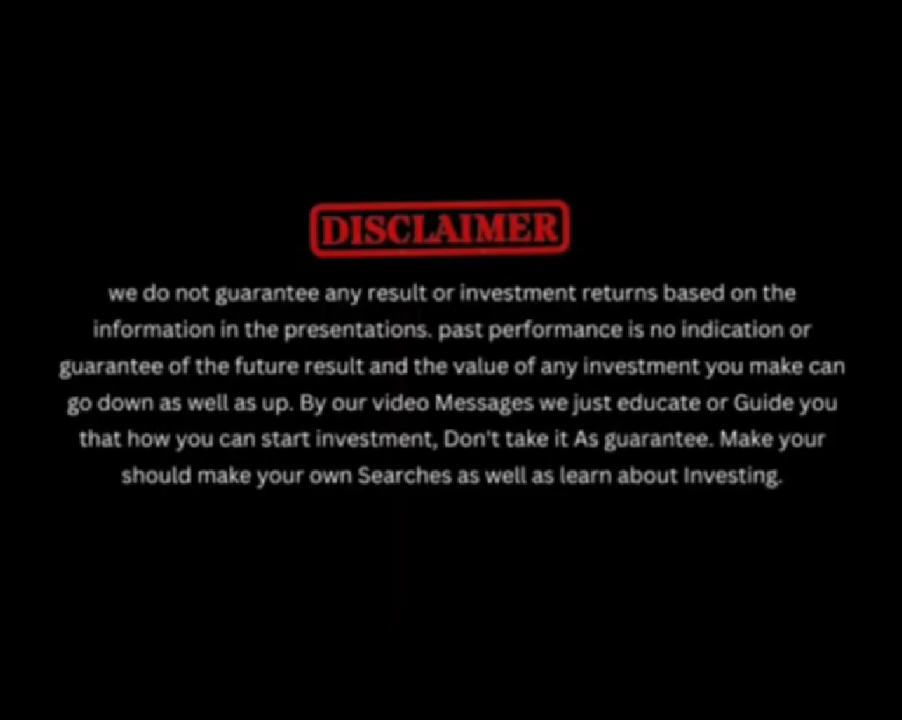 DISCLAIMER
we do not guarantee any result or investment returns based on the
information in the presentations. past performance is no indication or
guarantee of the future result and the value of any investment you make can
go down as well as up. By our video Messages we just educate or Guide you
that how you can start investment, Don't take it As guarantee. Make your
should make your own Searches as well as learn about Investing.